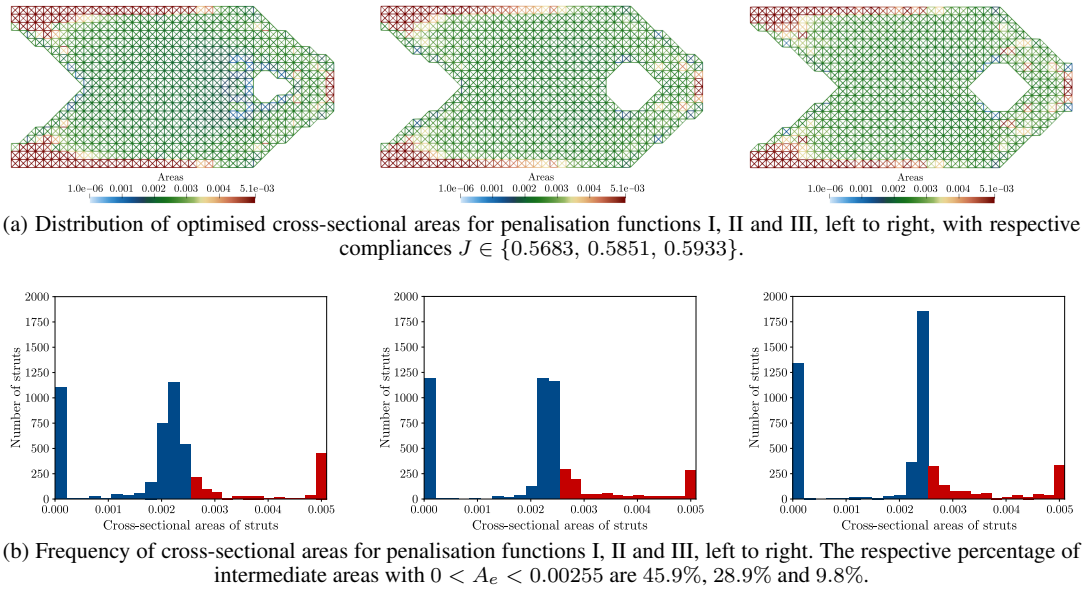 Areas
1.0e-06 0.001 0.002 0.003 0.004 5.1e-03
Areas
1.0e-06 0.001 0.002 0.003 0.004 5.1e-03
Areas
1.0e-06 0.001 0.002 0.003 0.004 5.1e-03
(a) Distribution of optimised cross-sectional areas for penalisation functions I, II and III, left to right, with respective
compliances J ∈ {0.5683, 0.5851, 0.5933}.
Number of struts
2000
1750
1500
1250
1000
750
500
250
0
0.000 0.001 0.002 0.003 0.004 0.005
Cross-sectional areas of struts
Number of struts
2000
1750
1500
1250
1000
750
500
250
0
0.000 0.001 0.002 0.003 0.004 0.005
Cross-sectional areas of struts
Number of struts
2000
1750
1500
1250
1000
750
500
250
0
0.000 0.001 0.002 0.003 0.004 0.005
Cross-sectional areas of struts
(b) Frequency of cross-sectional areas for penalisation functions I, II and III, left to right. The respective percentage of
intermediate areas with 0 < Aₑ < 0.00255 are 45.9%, 28.9% and 9.8%.